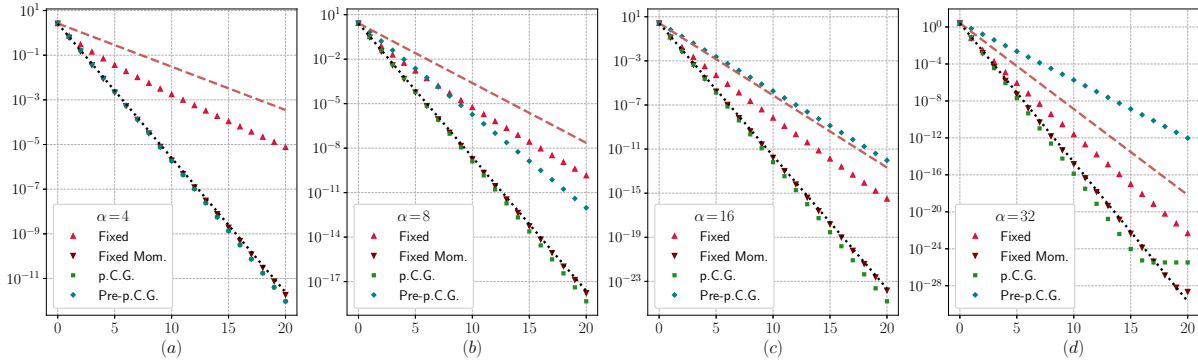 10^1
10^-1
10^-3
10^-5
10^-7
10^-9
10^-11
α=4
Fixed
Fixed Mom.
p.C.G.
Pre-p.C.G.
0 5 10 15 20
(a)
10^1
10^-2
10^-5
10^-8
10^-11
10^-14
10^-17
α=8
Fixed
Fixed Mom.
p.C.G.
Pre-p.C.G.
0 5 10 15 20
(b)
10^1
10^-3
10^-7
10^-11
10^-15
10^-19
10^-23
α=16
Fixed
Fixed Mom.
p.C.G.
Pre-p.C.G.
0 5 10 15 20
(c)
10^0
10^-4
10^-8
10^-12
10^-16
10^-20
10^-24
10^-28
α=32
Fixed
Fixed Mom.
p.C.G.
Pre-p.C.G.
0 5 10 15 20
(d)